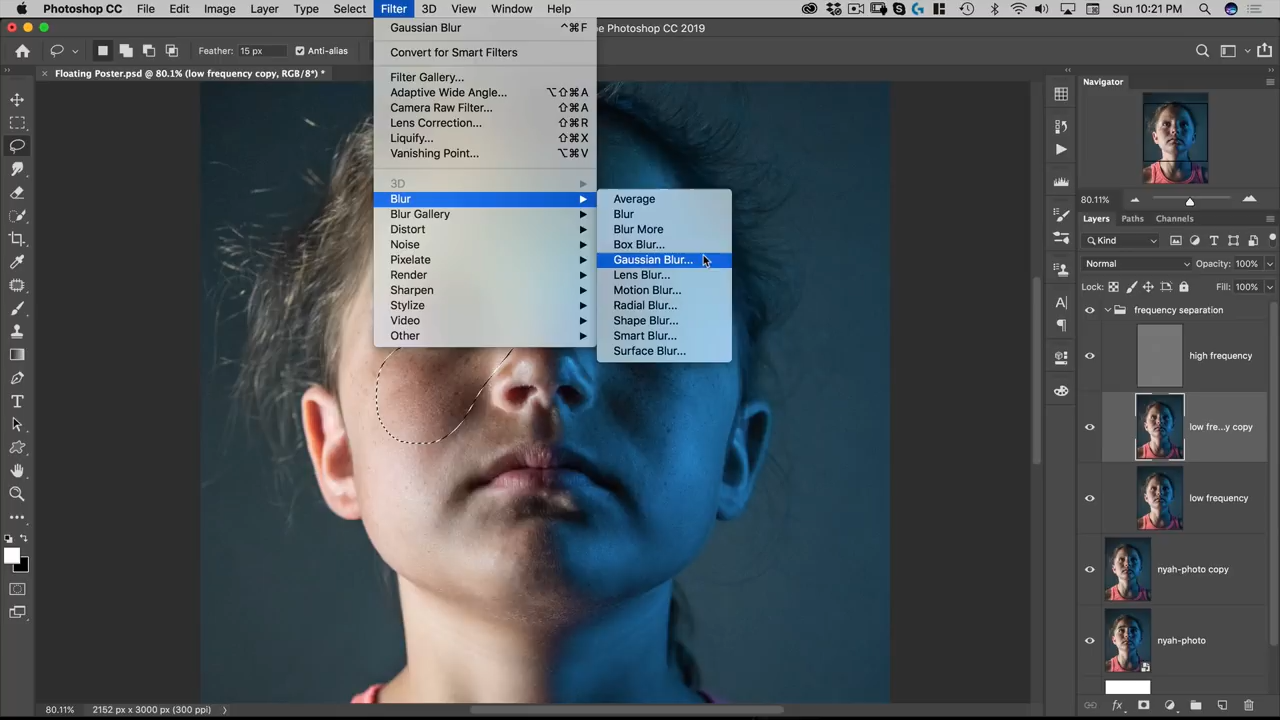 Photoshop CC File Edit Image Layer Type Select Filter 3D View Window Help Sun 10:21 PM
e Photoshop CC 2019
Feather: 15 px Anti-alias
× Floating Poster.psd @ 80.1% (low frequency copy, RGB/8*) *
Gaussian Blur ^⌘F
Convert for Smart Filters
Filter Gallery...
Adaptive Wide Angle... ⌥⇧⌘A
Camera Raw Filter... ⇧⌘A
Lens Correction... ⇧⌘R
Liquify... ⇧⌘X
Vanishing Point... ⌥⌘V
3D
Blur
Blur Gallery
Distort
Noise
Pixelate
Render
Sharpen
Stylize
Video
Other
Average
Blur
Blur More
Box Blur...
Gaussian Blur...
Lens Blur...
Motion Blur...
Radial Blur...
Shape Blur...
Smart Blur...
Surface Blur...
Navigator
80.11%
Layers Paths Channels
Kind
Normal Opacity: 100%
Lock: Fill: 100%
frequency separation
high frequency
low fre...y copy
low frequency
nyah-photo copy
nyah-photo
80.11% 2152 px x 3000 px (300 ppi)